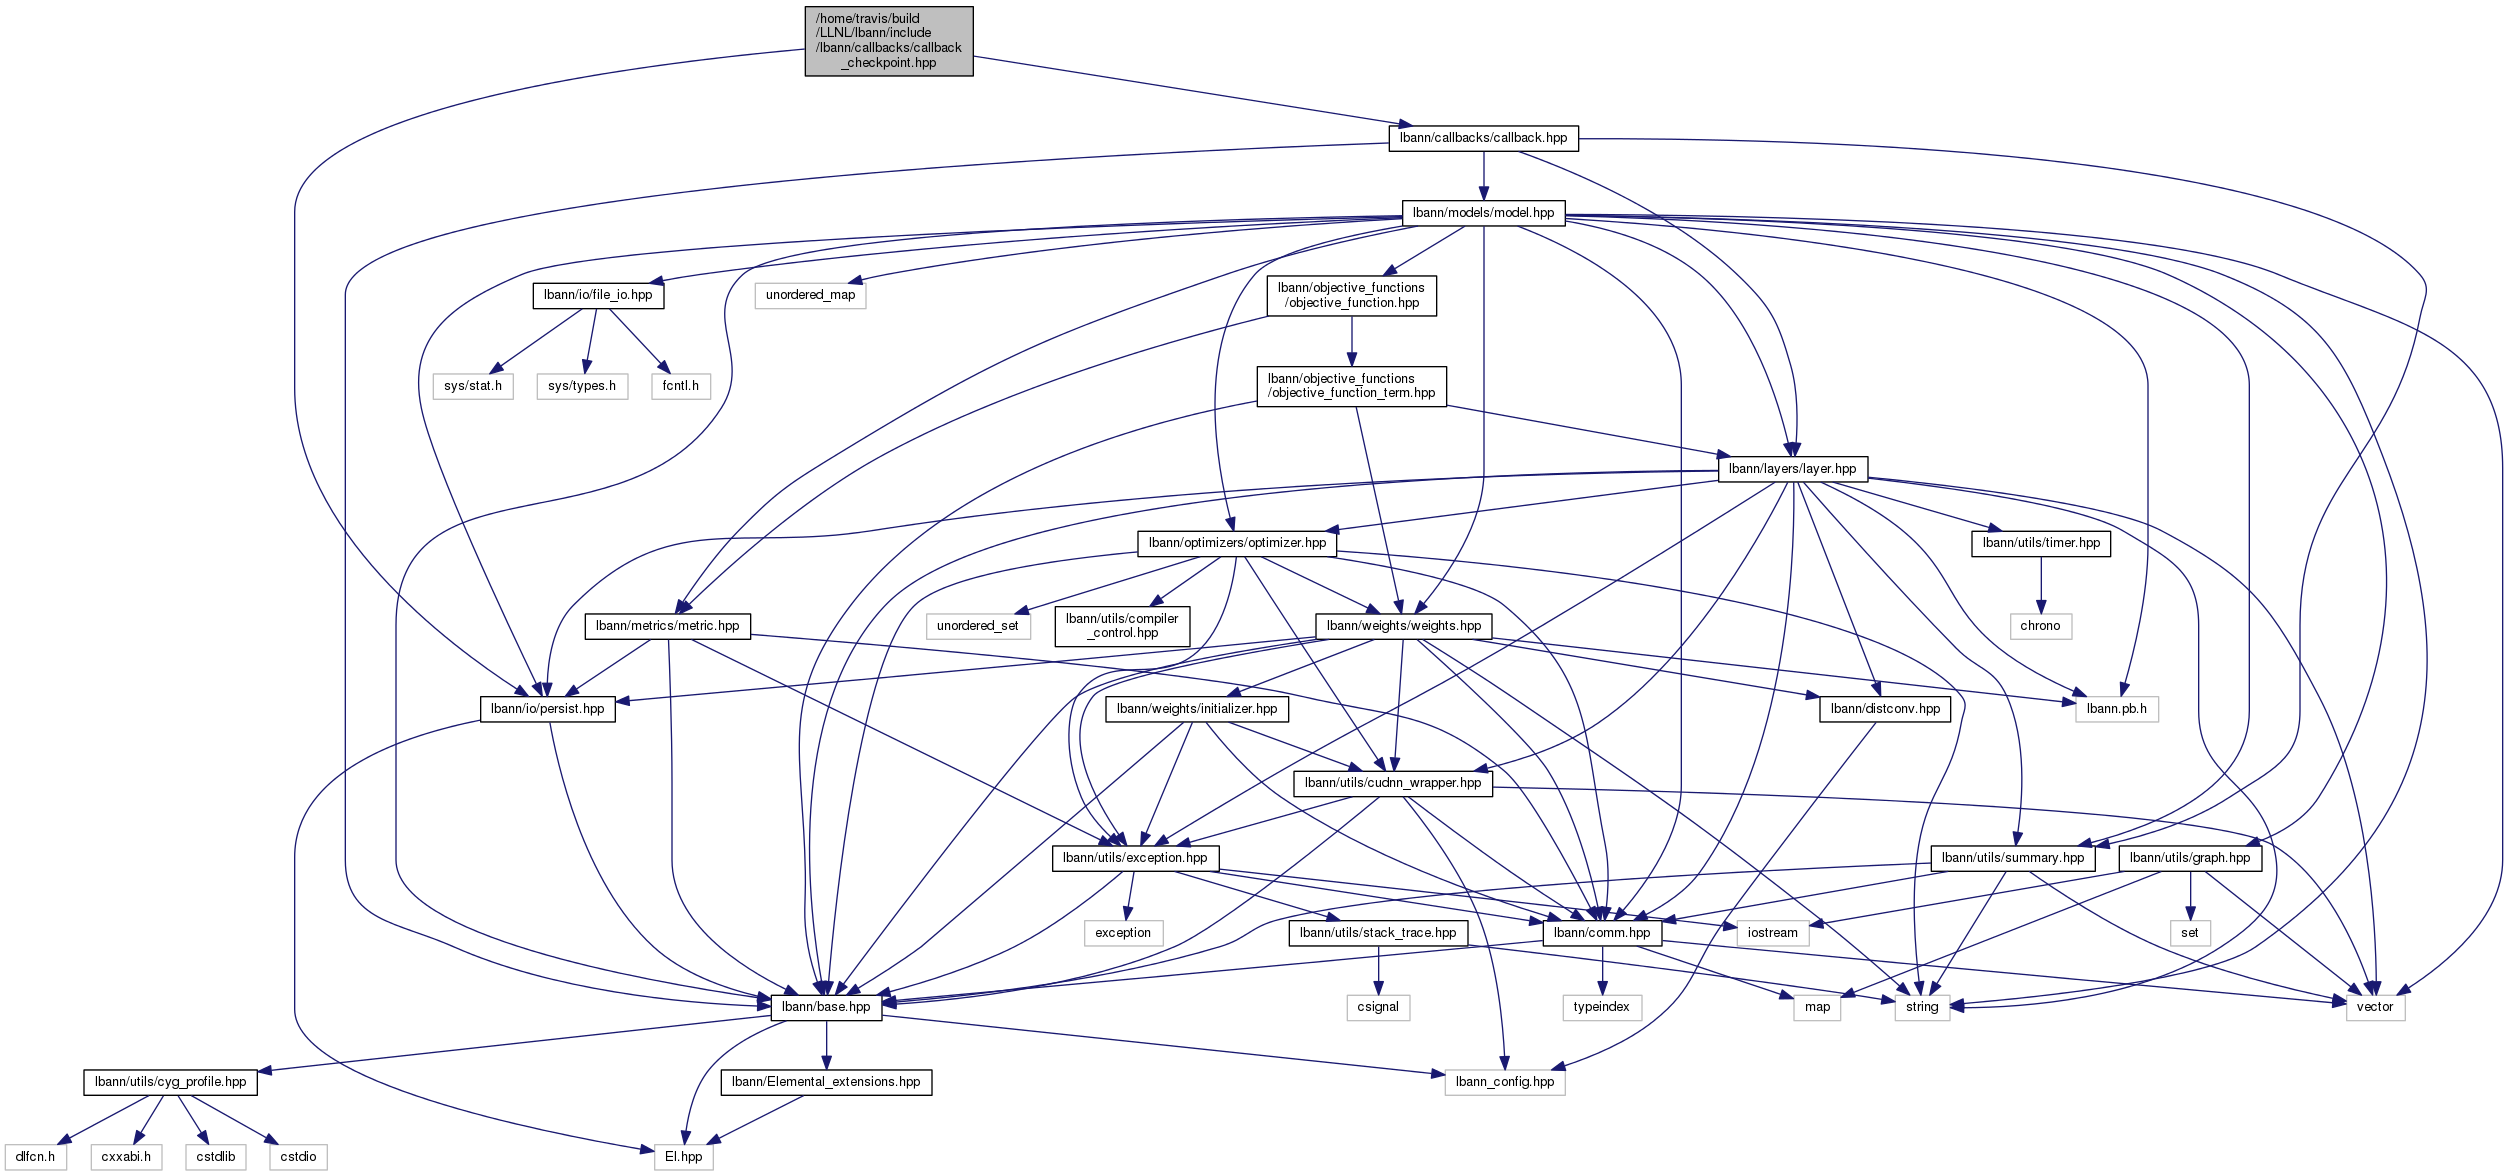 /home/travis/build
/LLNL/lbann/include
/lbann/callbacks/callback
_checkpoint.hpp
lbann/callbacks/callback.hpp
lbann/models/model.hpp
lbann/io/file_io.hpp
unordered_map
lbann/objective_functions
/objective_function.hpp
sys/stat.h
sys/types.h
fcntl.h
lbann/objective_functions
/objective_function_term.hpp
lbann/layers/layer.hpp
lbann/optimizers/optimizer.hpp
lbann/utils/timer.hpp
lbann/metrics/metric.hpp
unordered_set
lbann/utils/compiler
_control.hpp
lbann/weights/weights.hpp
chrono
lbann/io/persist.hpp
lbann/weights/initializer.hpp
lbann/distconv.hpp
lbann.pb.h
lbann/utils/cudnn_wrapper.hpp
lbann/utils/exception.hpp
lbann/utils/summary.hpp
lbann/utils/graph.hpp
exception
lbann/utils/stack_trace.hpp
lbann/comm.hpp
iostream
set
lbann/base.hpp
csignal
typeindex
map
string
vector
lbann/utils/cyg_profile.hpp
lbann/Elemental_extensions.hpp
lbann_config.hpp
dlfcn.h
cxxabi.h
cstdlib
cstdio
El.hpp